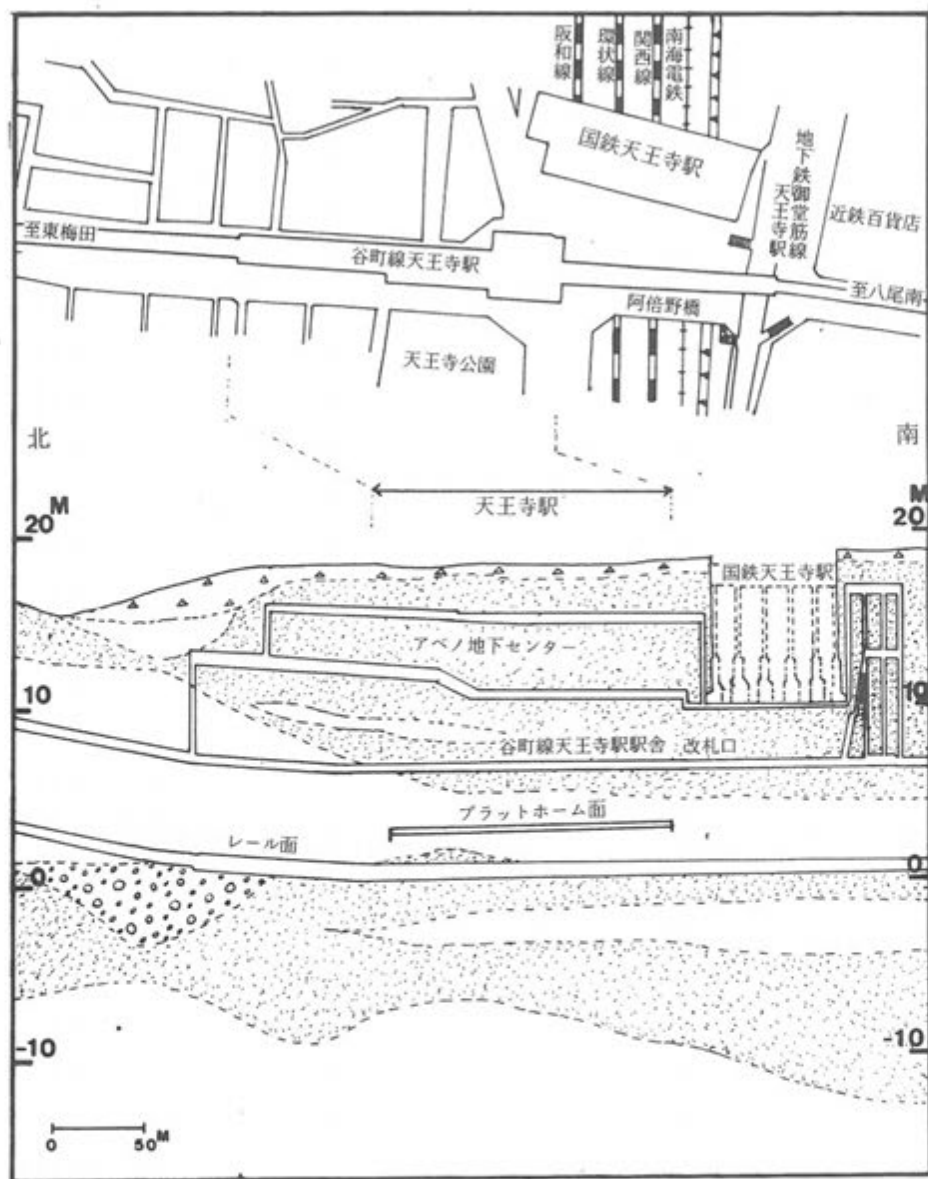 阪和線
環状線
関西線
南海電鉄
国鉄天王寺駅
地下鉄御堂筋線
天王寺駅
近鉄百貨店
至東梅田
谷町線天王寺駅
至八尾南
阿倍野橋
天王寺公園
北
南
天王寺駅
20 M
M
20
国鉄天王寺駅
アベノ地下センター
10
10
谷町線天王寺駅駅舎 改札口
プラットホーム面
レール面
0
0
-10
-10
0 50 M